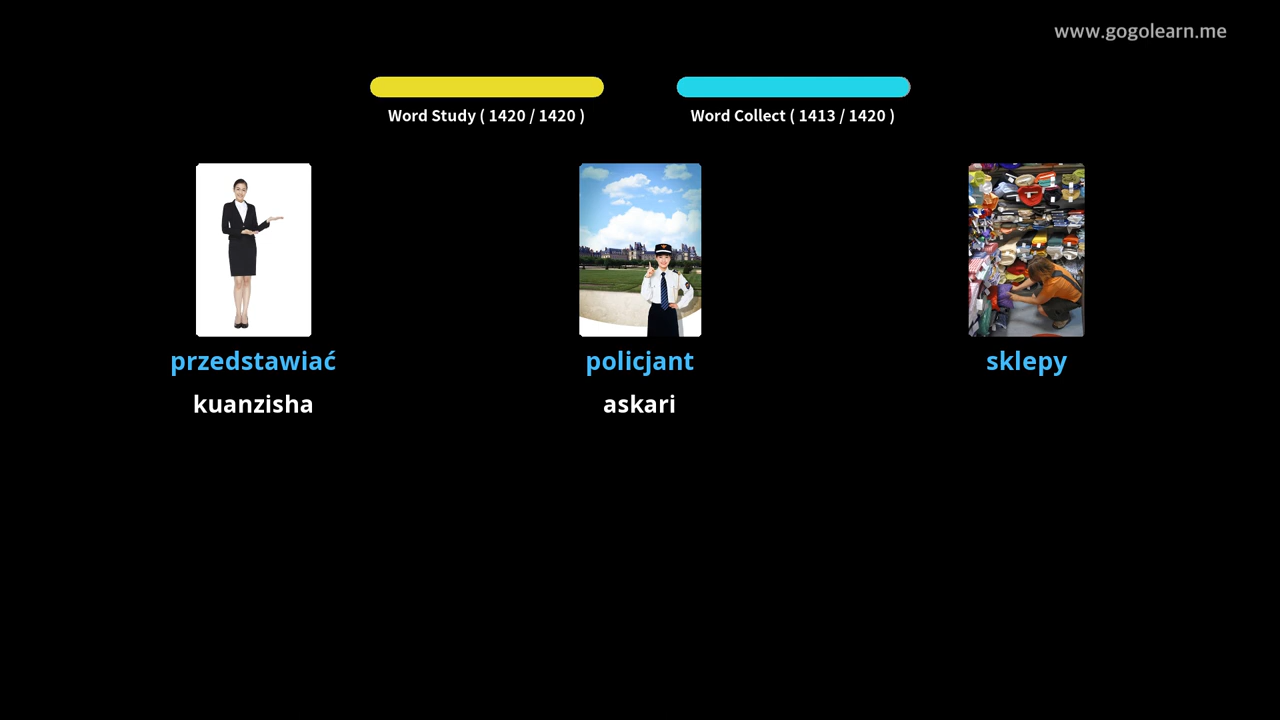 www.gogolearn.me
Word Study ( 1420 / 1420 )
Word Collect ( 1413 / 1420 )
przedstawiać
policjant
sklepy
kuanzisha
askari